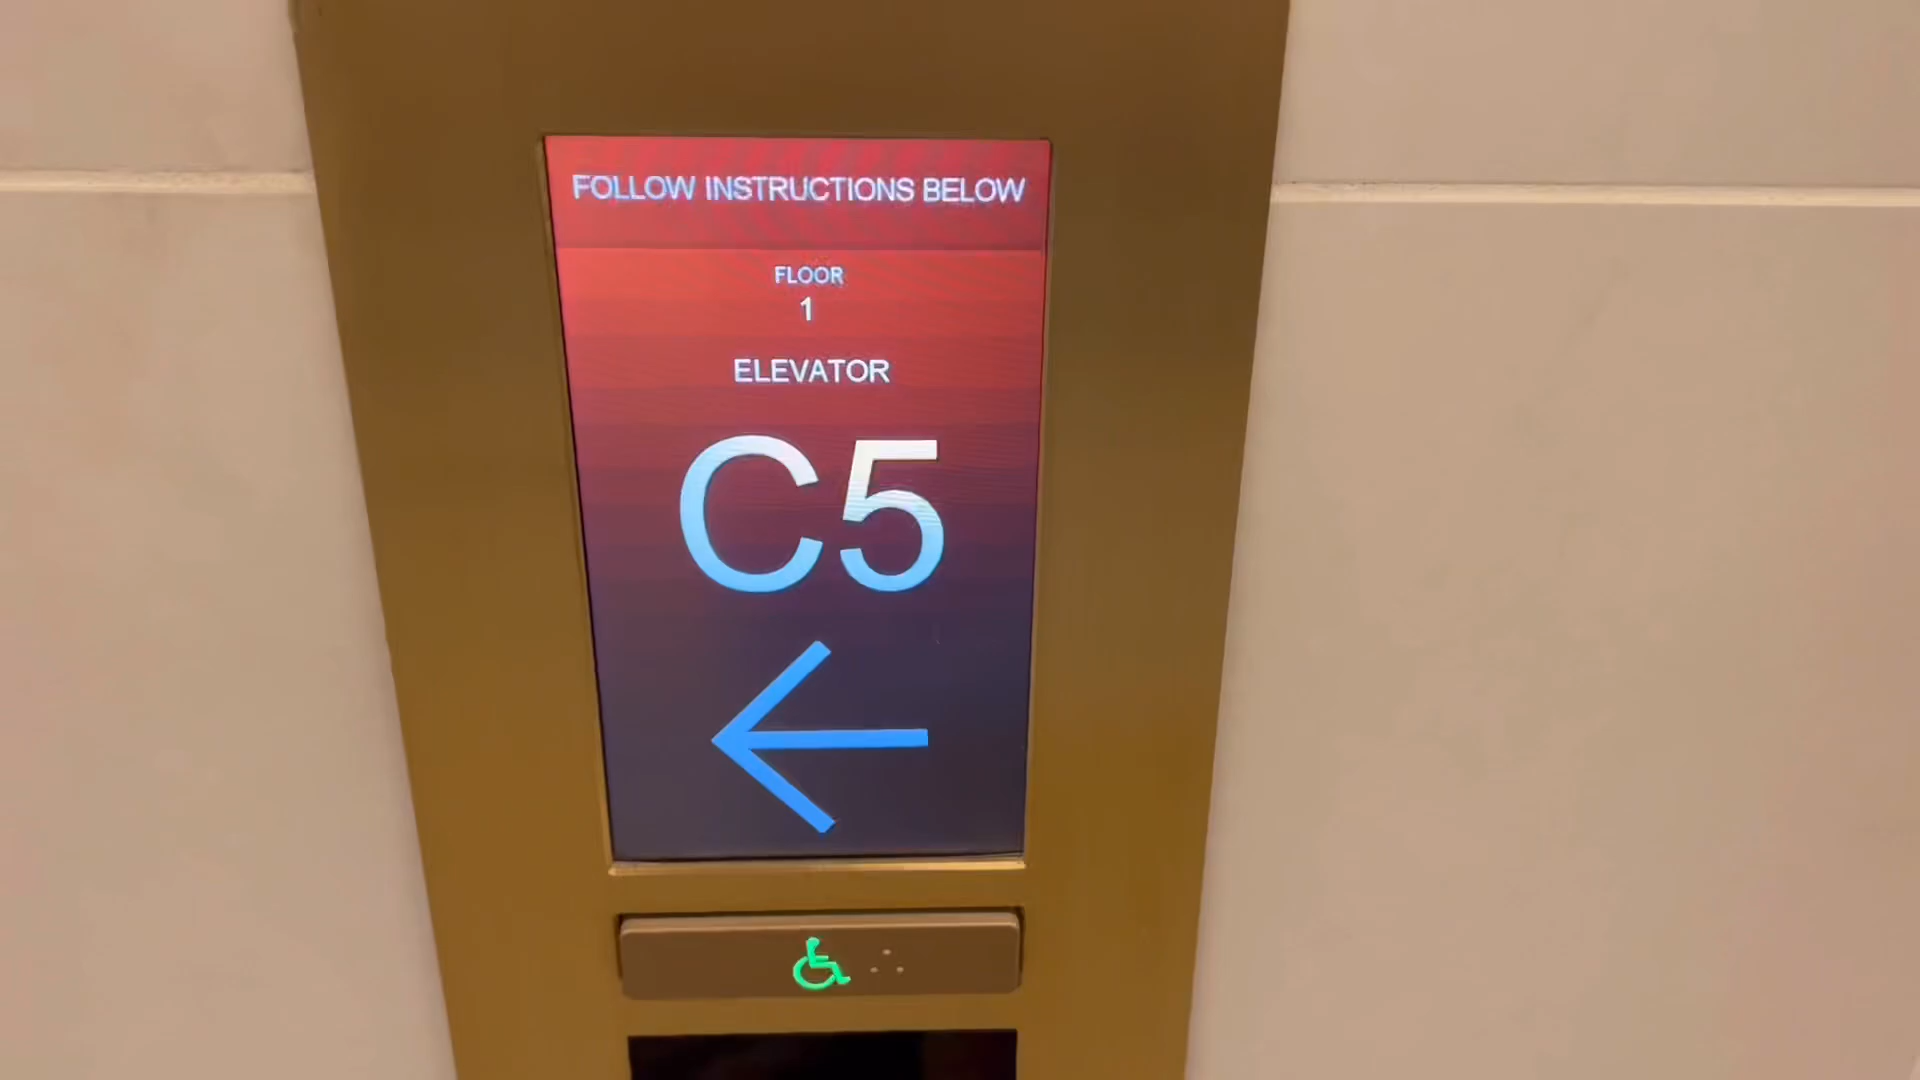 FOLLOW INSTRUCTIONS BELOW
FLOOR
1
ELEVATOR
C5